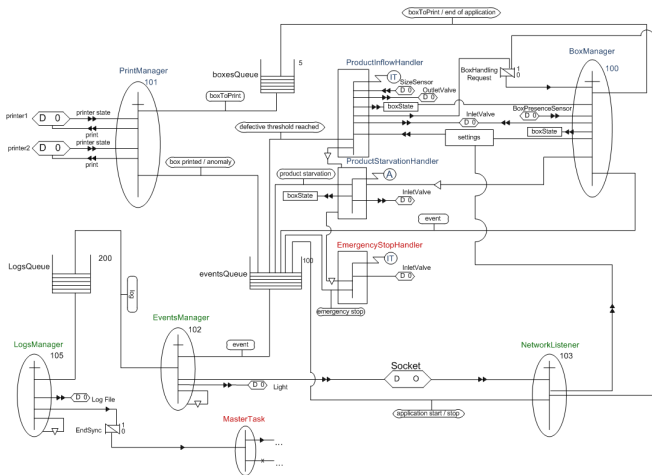 boxToPrint / end of application
5
boxesQueue
PrintManager
101
boxToPrint
printer1
D 0
printer state
print
printer2
D 0
printer state
print
defective threshold reached
box printed / anomaly
ProductInflowHandler
IT
SizeSensor
D 0
OutletValve
D 0
boxState
InletValve
D 0
BoxHandling
Request
1
0
BoxManager
100
BoxPresenceSensor
D 0
settings
boxState
ProductStarvationHandler
product starvation
A
boxState
InletValve
D 0
event
LogsQueue
200
log
eventsQueue
100
EmergencyStopHandler
IT
InletValve
D 0
emergency stop
EventsManager
102
event
LogsManager
105
D 0
Log File
EndSync
1
0
D 0
Light
Socket
D O
NetworkListener
103
application start / stop
MasterTask
...
...